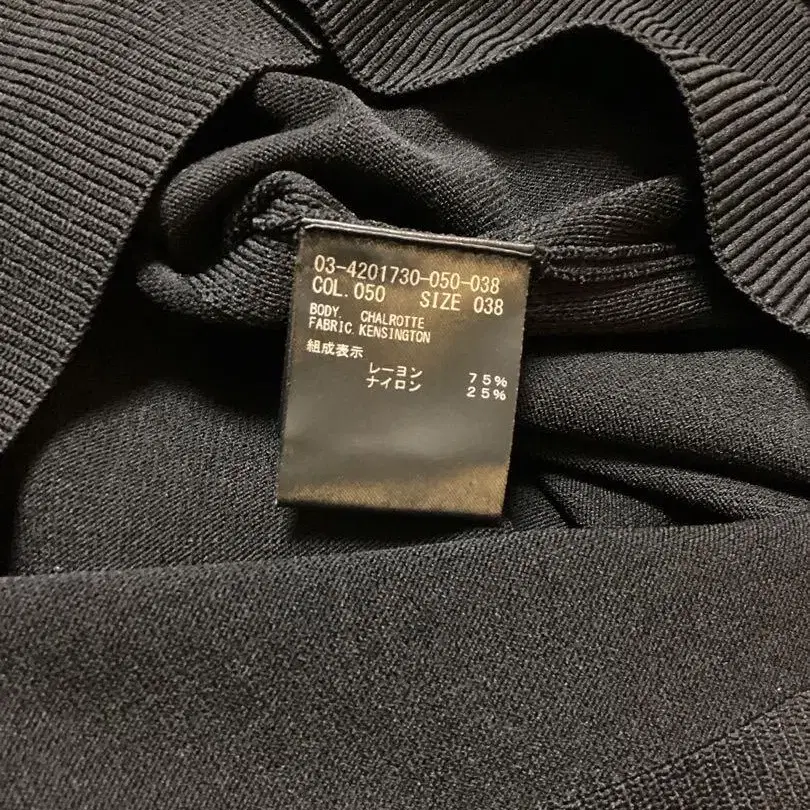 03-4201730-050-038
COL.050 SIZE 038
BODY. CHALROTTE
FABRIC.KENSINGTON
組成表示
レーヨン 75%
ナイロン 25%